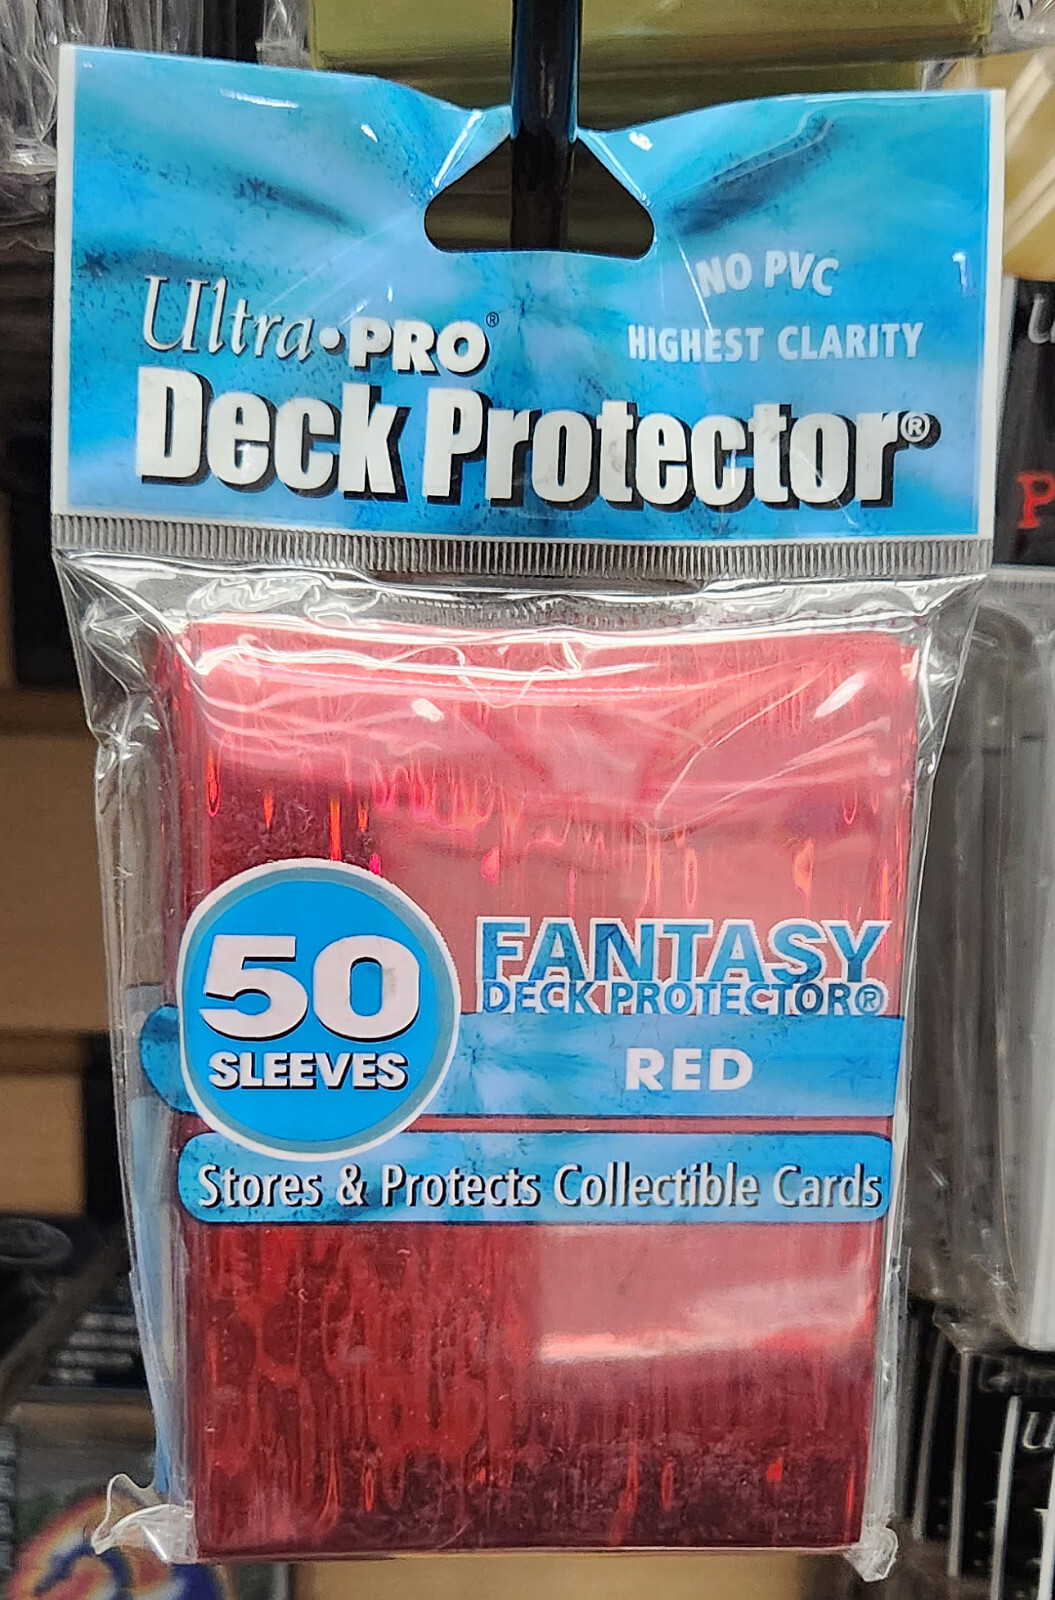 NO PVC
HIGHEST CLARITY
Ultra•PRO®
Deck Protector®
50
SLEEVES
FANTASY
DECK PROTECTOR®
RED
Stores & Protects Collectible Cards